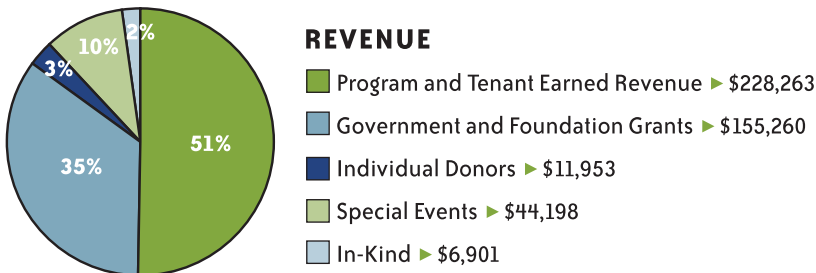 2%
10%
3%
51%
35%
REVENUE
Program and Tenant Earned Revenue ▶ $228,263
Government and Foundation Grants ▶ $155,260
Individual Donors ▶ $11,953
Special Events ▶ $44,198
In-Kind ▶ $6,901